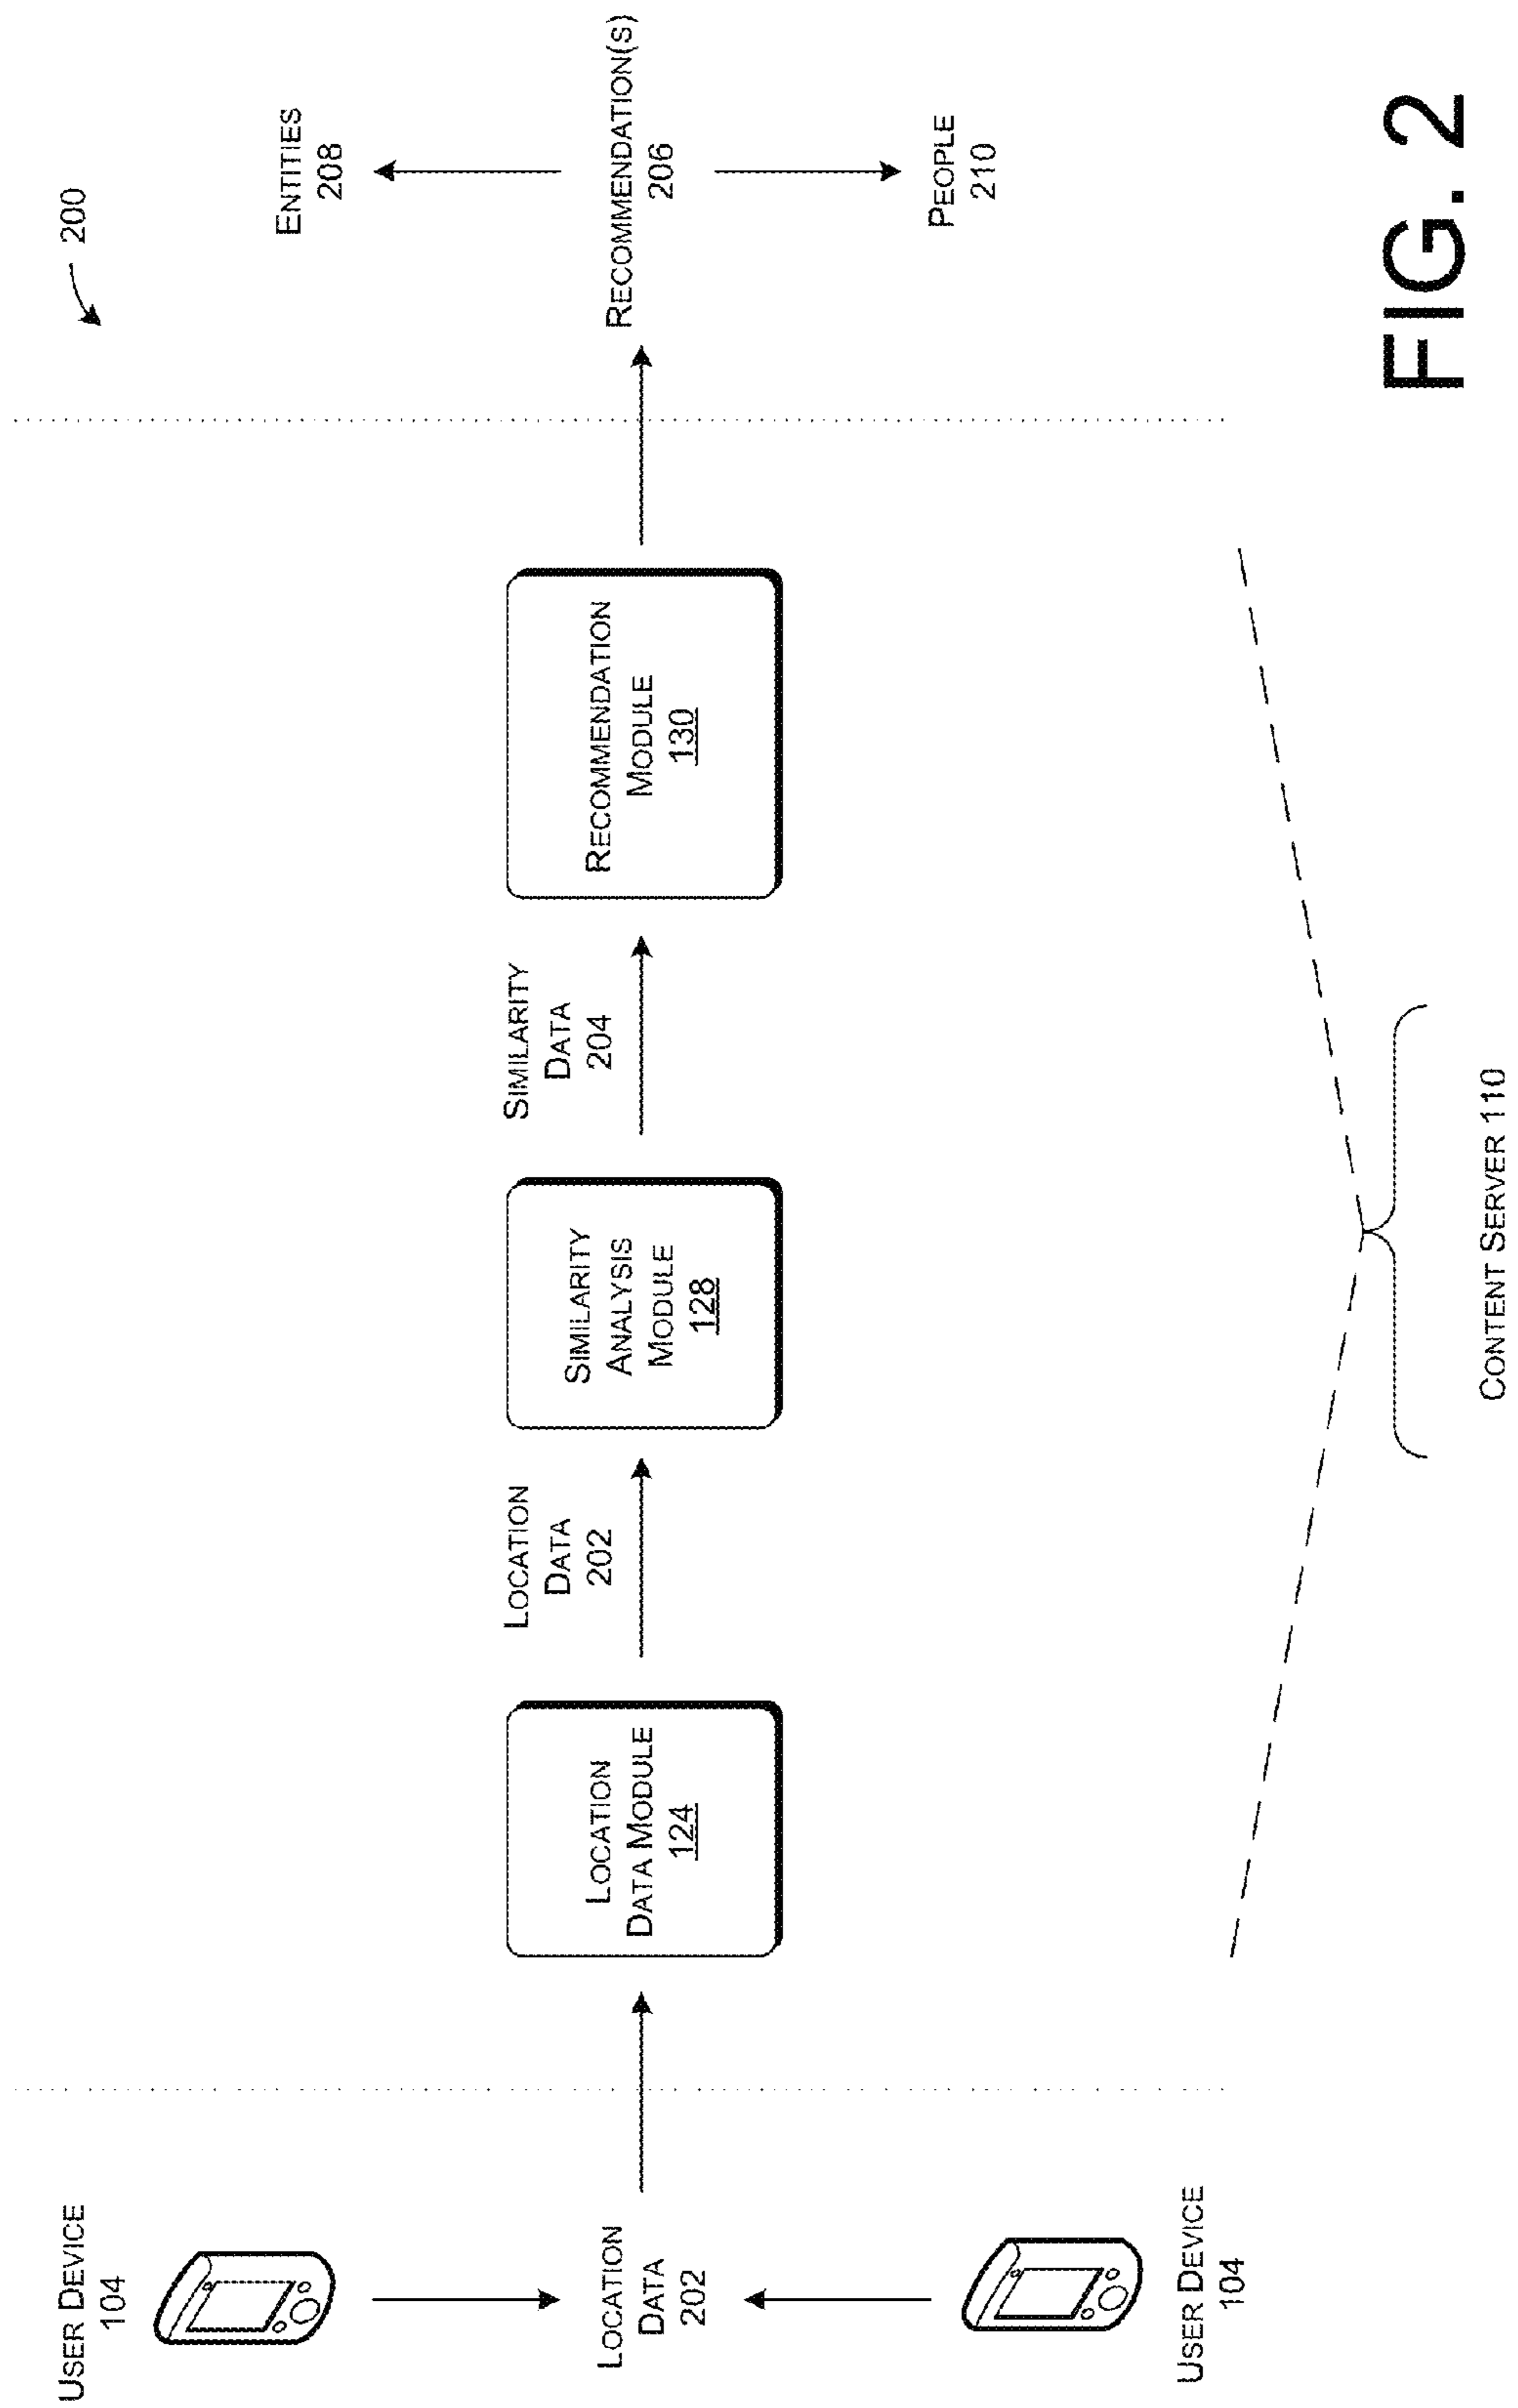 200
USER DEVICE
104
LOCATION
DATA
202
USER DEVICE
104
LOCATION
DATA MODULE
124
LOCATION
DATA
202
SIMILARITY
ANALYSIS
MODULE
128
SIMILARITY
DATA
204
RECOMMENDATION
MODULE
130
ENTITIES
208
RECOMMENDATION(S)
206
PEOPLE
210
CONTENT SERVER 110
FIG. 2